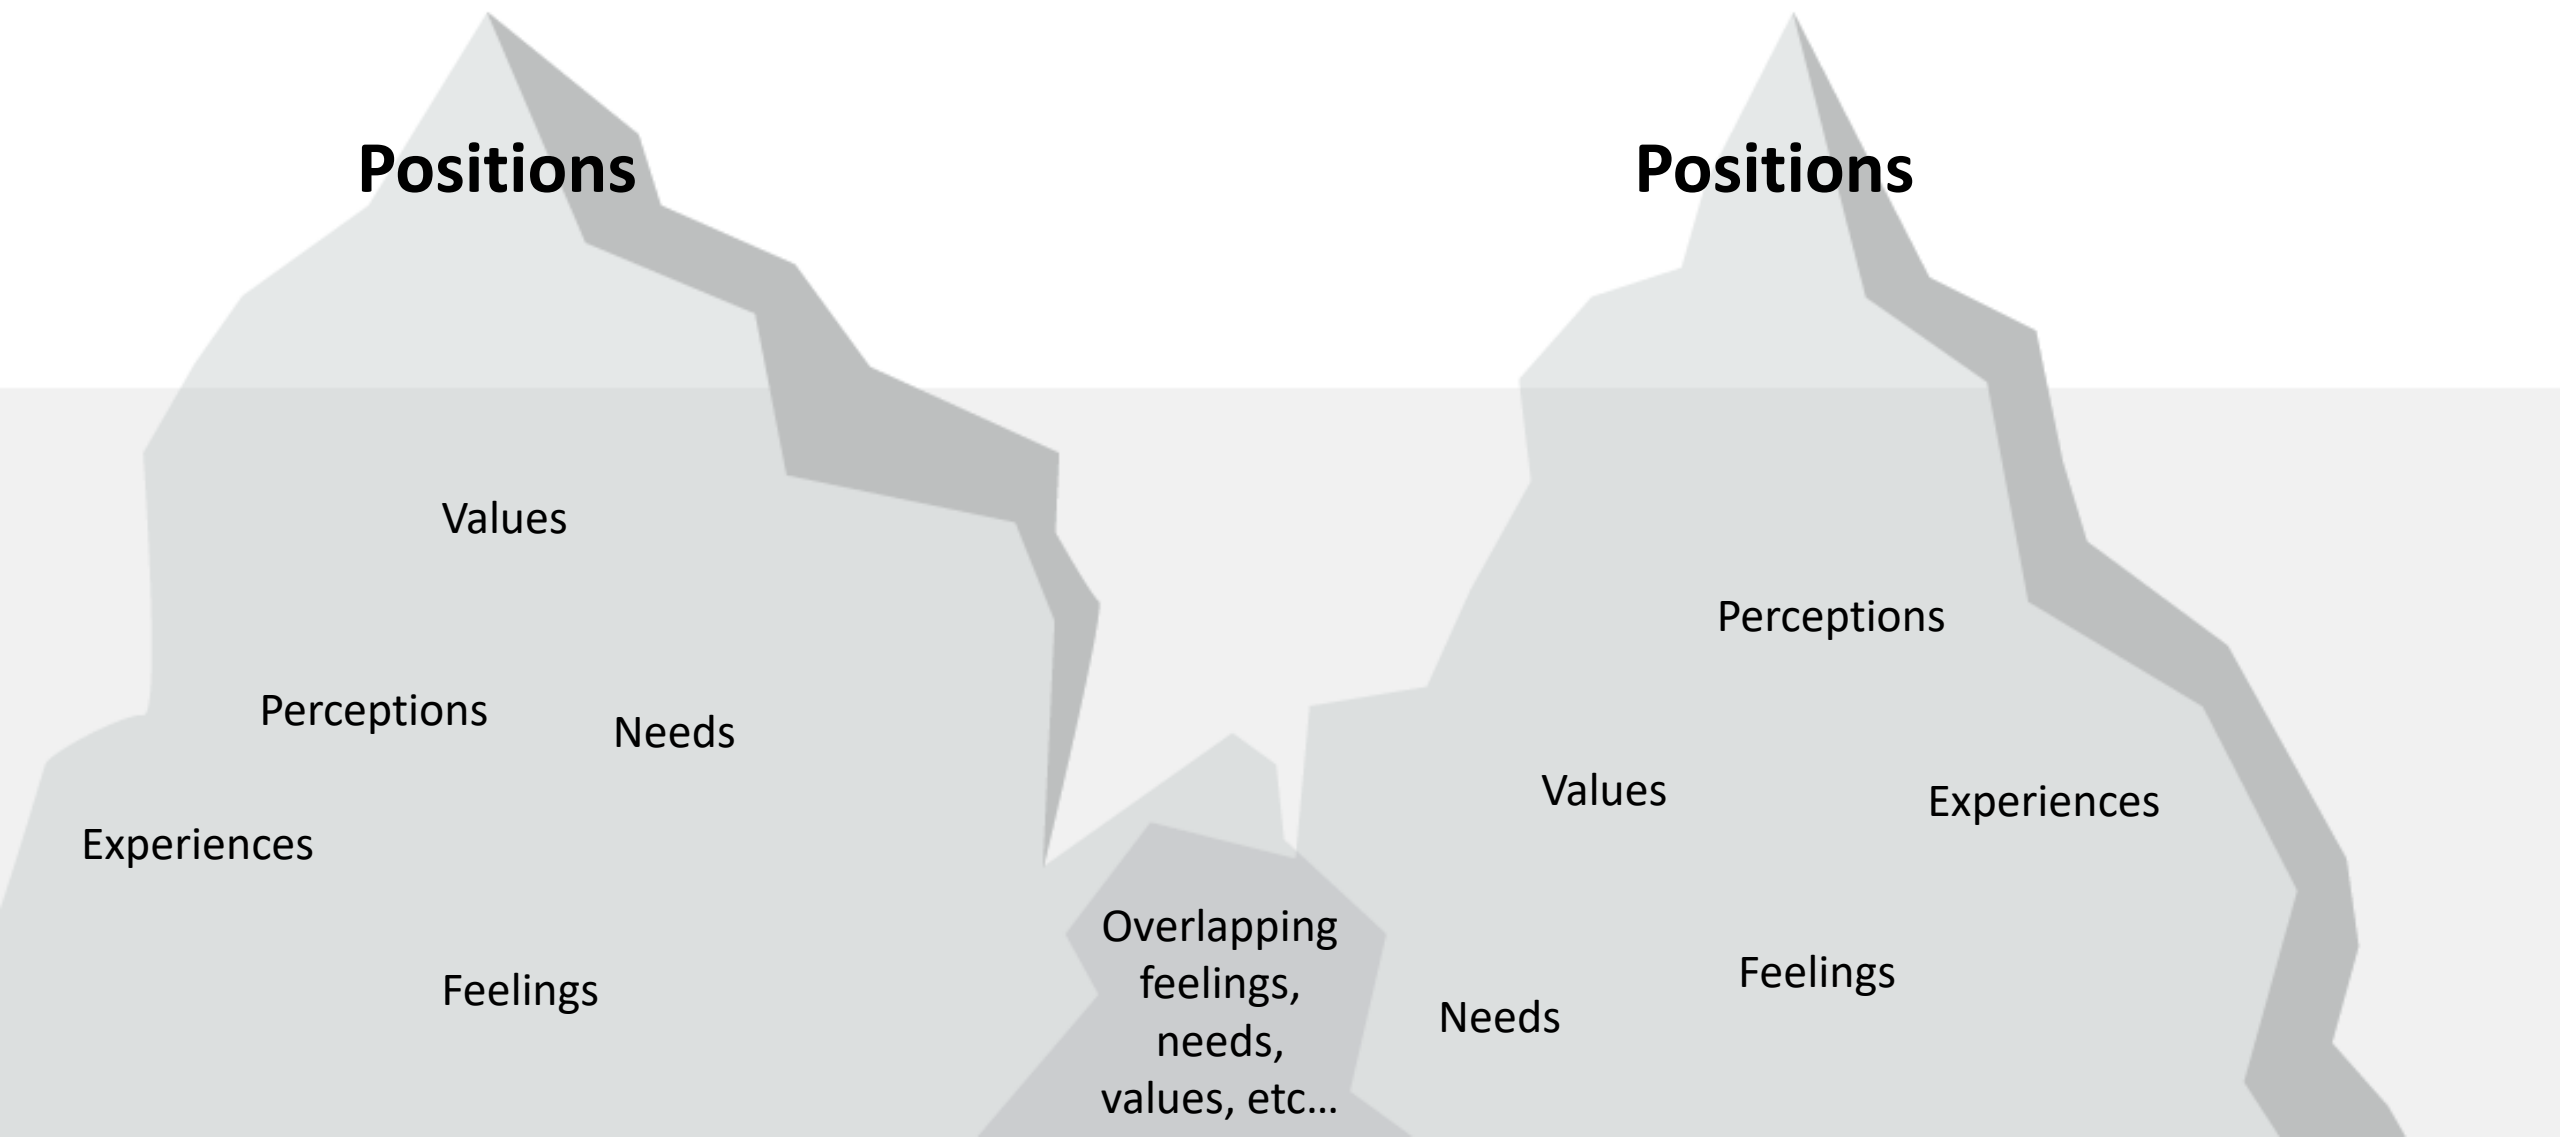 Positions
Positions
Values
Perceptions
Perceptions
Needs
Values
Experiences
Experiences
Overlapping
feelings,
needs,
values, etc...
Feelings
Feelings
Needs